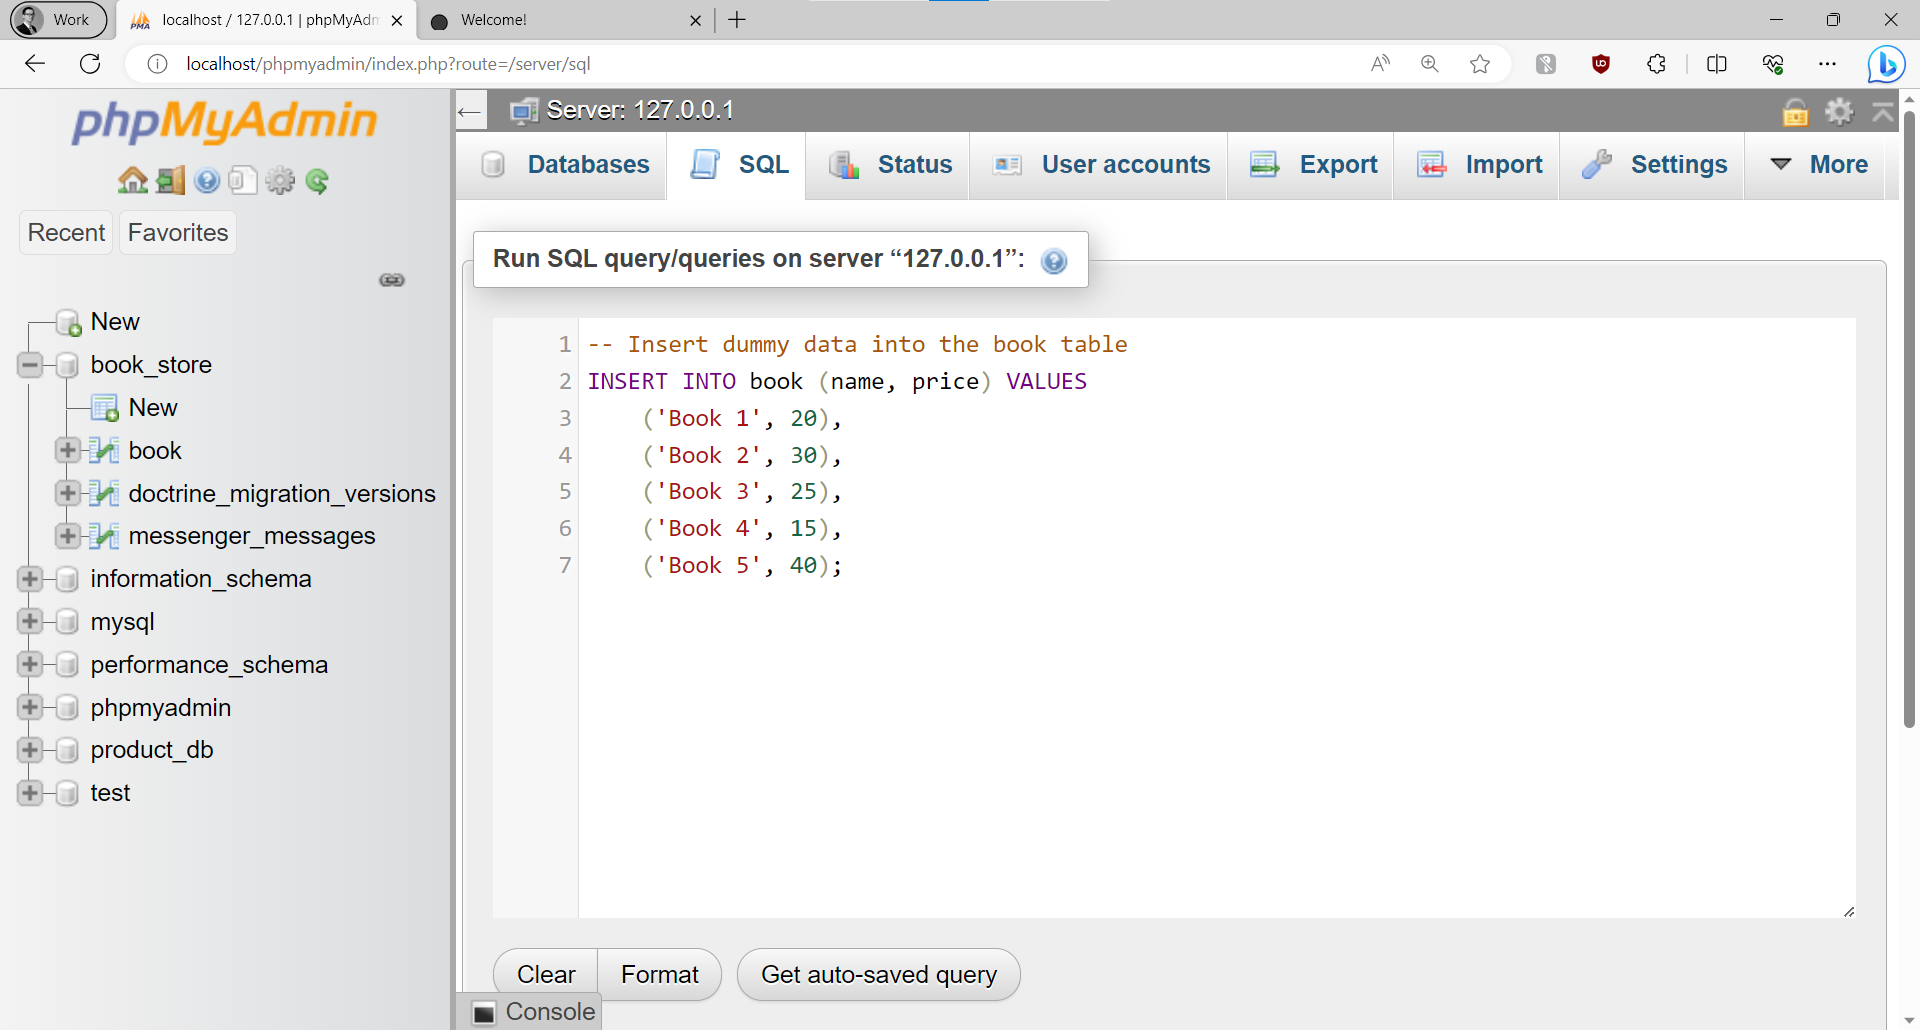 Work
localhost / 127.0.0.1 | phpMyAdm
Welcome!
localhost/phpmyadmin/index.php?route=/server/sql
phpMyAdmin
Recent
Favorites
New
book_store
New
book
doctrine_migration_versions
messenger_messages
information_schema
mysql
performance_schema
phpmyadmin
product_db
test
Server: 127.0.0.1
Databases
SQL
Status
User accounts
Export
Import
Settings
More
Run SQL query/queries on server “127.0.0.1”:
1 -- Insert dummy data into the book table
2 INSERT INTO book (name, price) VALUES
3 ('Book 1', 20),
4 ('Book 2', 30),
5 ('Book 3', 25),
6 ('Book 4', 15),
7 ('Book 5', 40);
Clear
Format
Get auto-saved query
Console